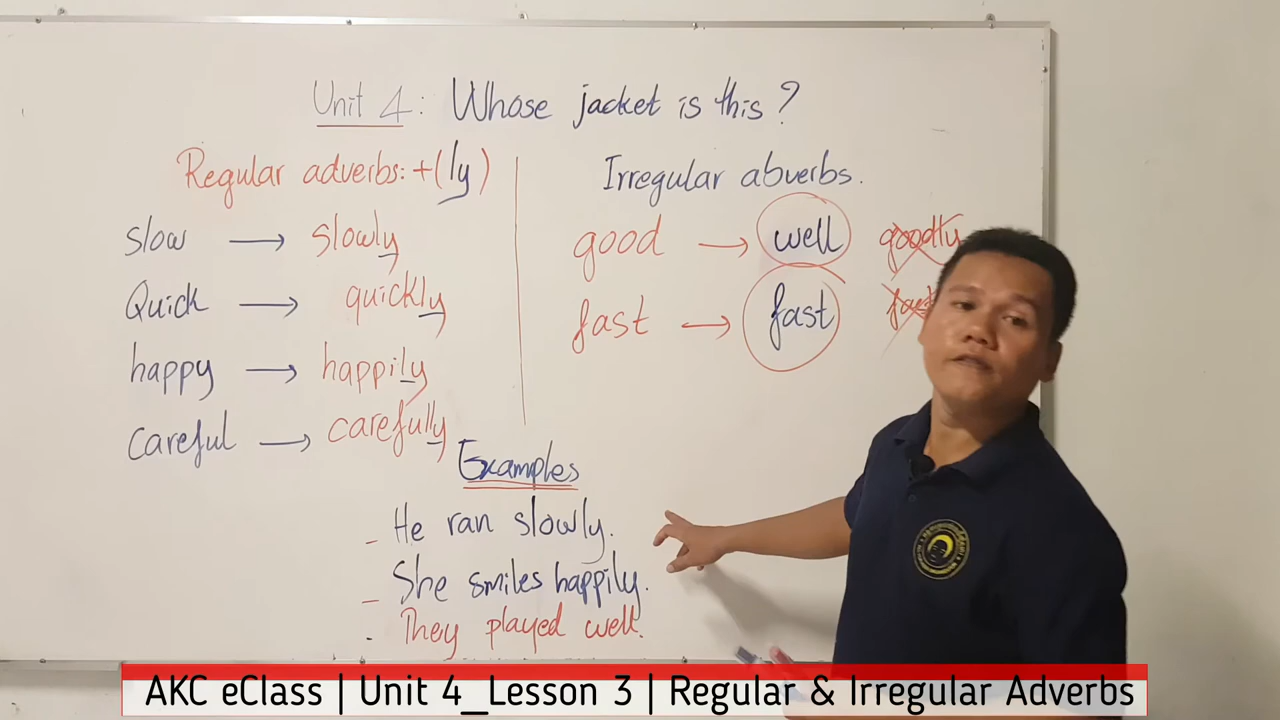 Unit 4: Whose jacket is this?
Regular adverbs: +(ly)
slow → slowly
Quick → quickly
happy → happily
careful → carefully
Irregular abverbs.
good → well goodly
fast → fast
Examples
- He ran slowly.
- She smiles happily.
- They played well.
AKC eClass | Unit 4_Lesson 3 | Regular & Irregular Adverbs